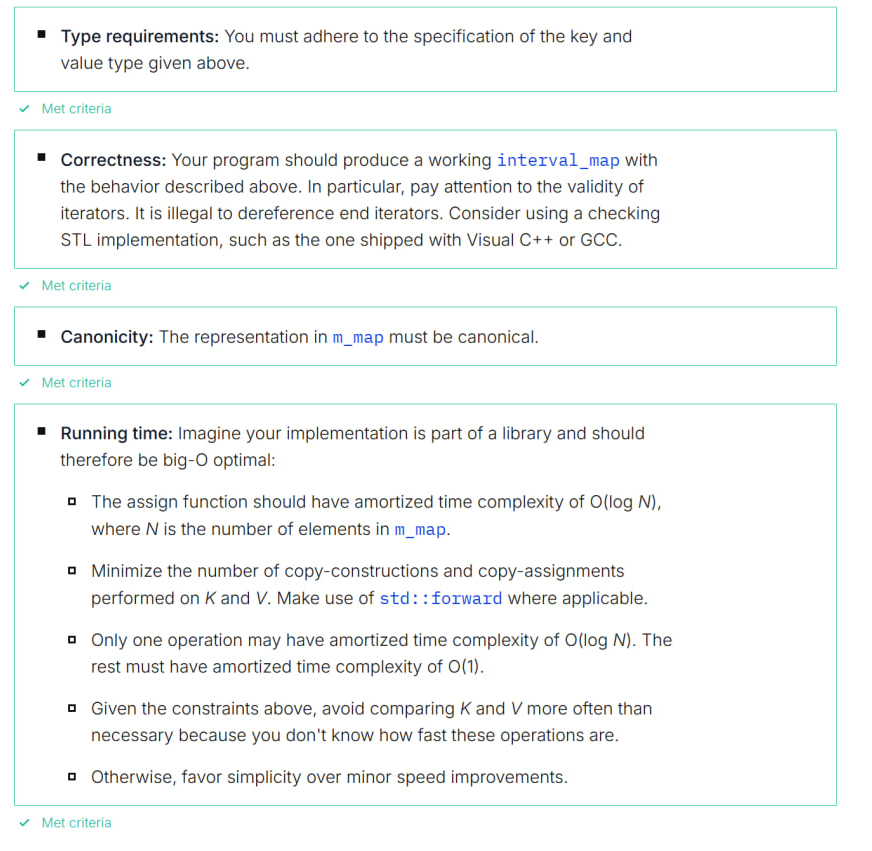 Type requirements: You must adhere to the specification of the key and
value type given above.
Met criteria
Correctness: Your program should produce a working interval_map with
the behavior described above. In particular, pay attention to the validity of
iterators. It is illegal to dereference end iterators. Consider using a checking
STL implementation, such as the one shipped with Visual C++ or GCC.
Met criteria
Canonicity: The representation in m_map must be canonical.
Met criteria
Running time: Imagine your implementation is part of a library and should
therefore be big-O optimal:
The assign function should have amortized time complexity of O(log N),
where N is the number of elements in m_map.
Minimize the number of copy-constructions and copy-assignments
performed on K and V. Make use of std::forward where applicable.
Only one operation may have amortized time complexity of O(log N). The
rest must have amortized time complexity of O(1).
Given the constraints above, avoid comparing K and V more often than
necessary because you don't know how fast these operations are.
Otherwise, favor simplicity over minor speed improvements.
Met criteria